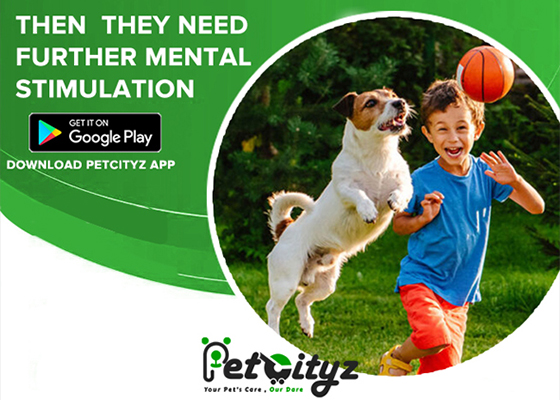 THEN THEY NEED
FURTHER MENTAL
STIMULATION
GET IT ON
Google Play
DOWNLOAD PETCITYZ APP
PetCityz
Your Pet's Care , Our Dare